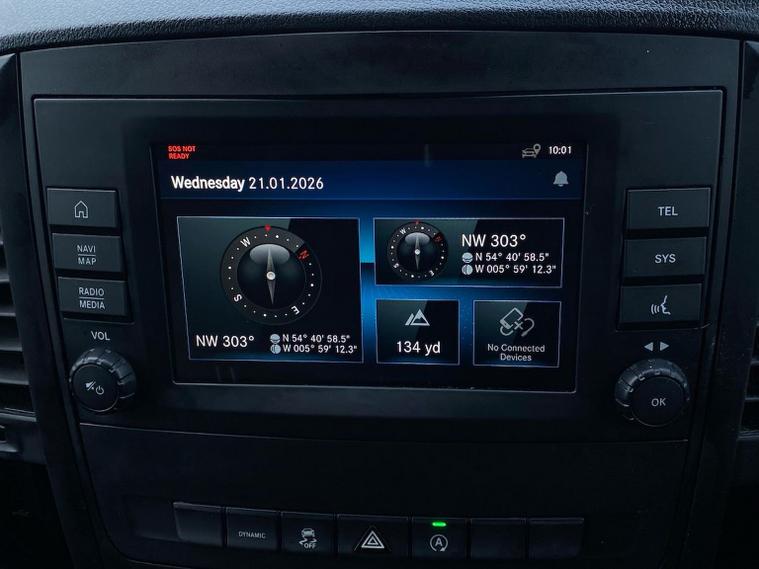 SOS NOT
READY
10:01
Wednesday 21.01.2026
W
N
S
E
NW 303°
N 54° 40' 58.5"
W 005° 59' 12.3"
W
N
S
E
NW 303°
N 54° 40' 58.5"
W 005° 59' 12.3"
134 yd
No Connected
Devices
NAVI
MAP
RADIO
MEDIA
VOL
TEL
SYS
OK
DYNAMIC
OFF
A